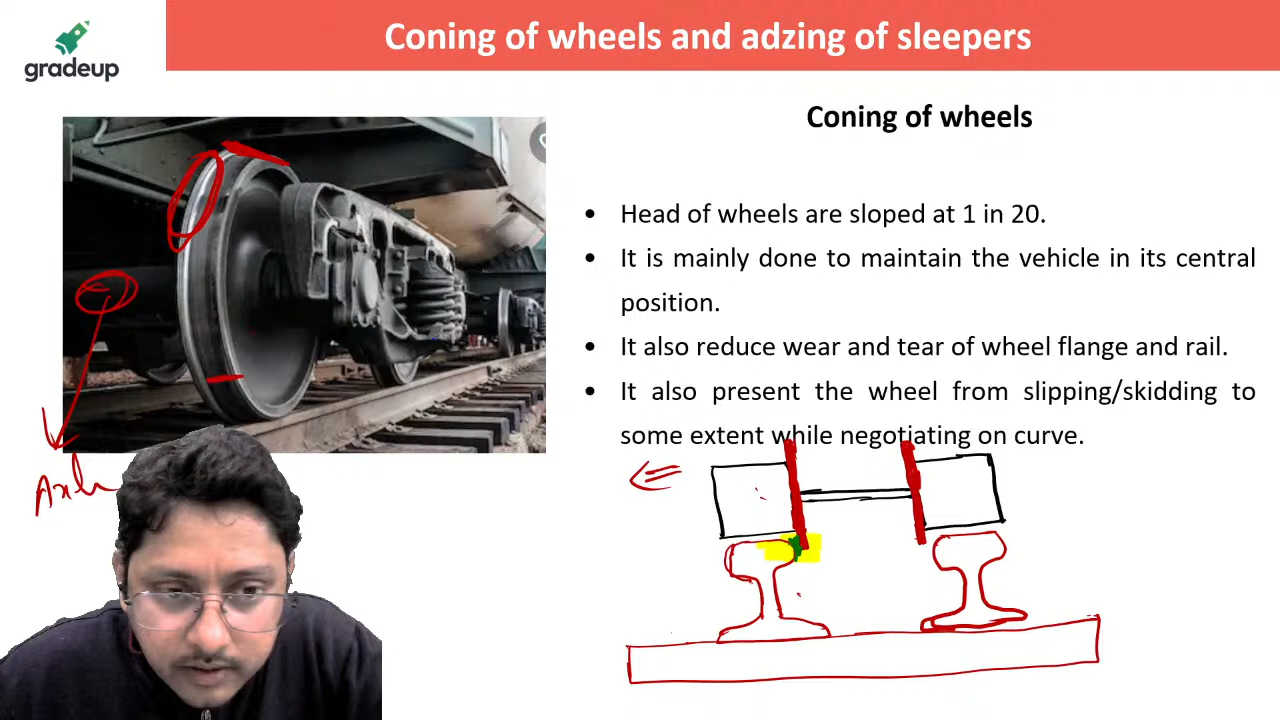 Coning of wheels and adzing of sleepers
gradeup
Coning of wheels
• Head of wheels are sloped at 1 in 20.
• It is mainly done to maintain the vehicle in its central
position.
• It also reduce wear and tear of wheel flange and rail.
• It also present the wheel from slipping/skidding to
some extent while negotiating on curve.
Axle